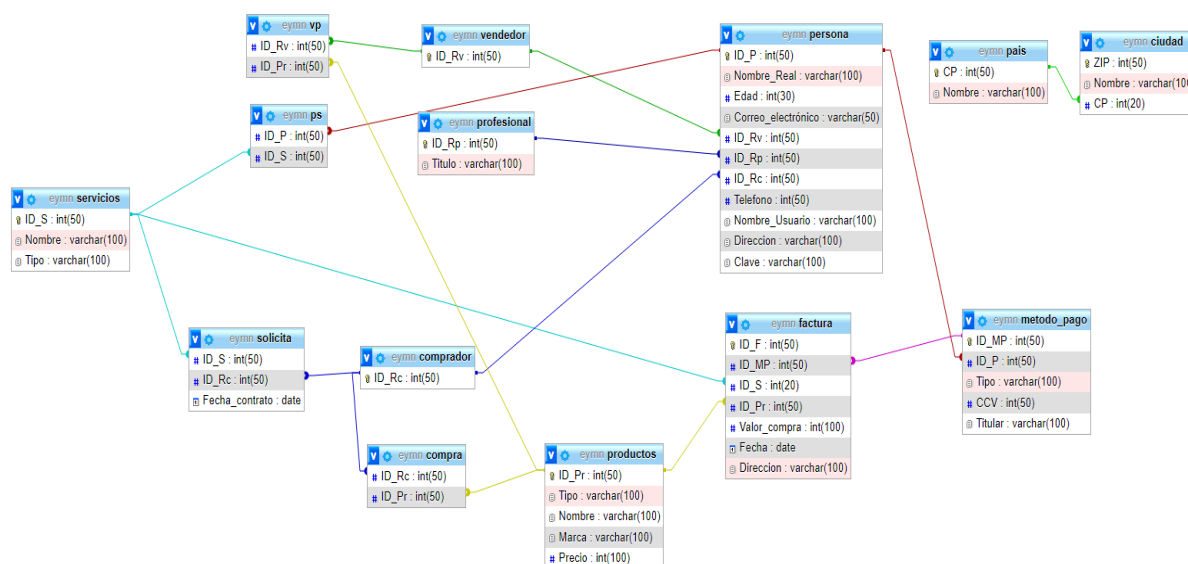 eymn vp
ID_Rv : int(50)
ID_Pr : int(50)
eymn vendedor
ID_Rv : int(50)
eymn persona
ID_P : int(50)
Nombre_Real : varchar(100)
Edad : int(30)
Correo_electrónico : varchar(50)
ID_Rv : int(50)
ID_Rp : int(50)
ID_Rc : int(50)
Telefono : int(50)
Nombre_Usuario : varchar(100)
Direccion : varchar(100)
Clave : varchar(100)
eymn pais
CP : int(50)
Nombre : varchar(100)
eymn ciudad
ZIP : int(50)
Nombre : varchar(100)
CP : int(20)
eymn ps
ID_P : int(50)
ID_S : int(50)
eymn profesional
ID_Rp : int(50)
Titulo : varchar(100)
eymn servicios
ID_S : int(50)
Nombre : varchar(100)
Tipo : varchar(100)
eymn solicita
ID_S : int(50)
ID_Rc : int(50)
Fecha_contrato : date
eymn comprador
ID_Rc : int(50)
eymn factura
ID_F : int(50)
ID_MP : int(50)
ID_S : int(20)
ID_Pr : int(50)
Valor_compra : int(100)
Fecha : date
Direccion : varchar(100)
eymn metodo_pago
ID_MP : int(50)
ID_P : int(50)
Tipo : varchar(100)
CCV : int(50)
Titular : varchar(100)
eymn compra
ID_Rc : int(50)
ID_Pr : int(50)
eymn productos
ID_Pr : int(50)
Tipo : varchar(100)
Nombre : varchar(100)
Marca : varchar(100)
Precio : int(100)